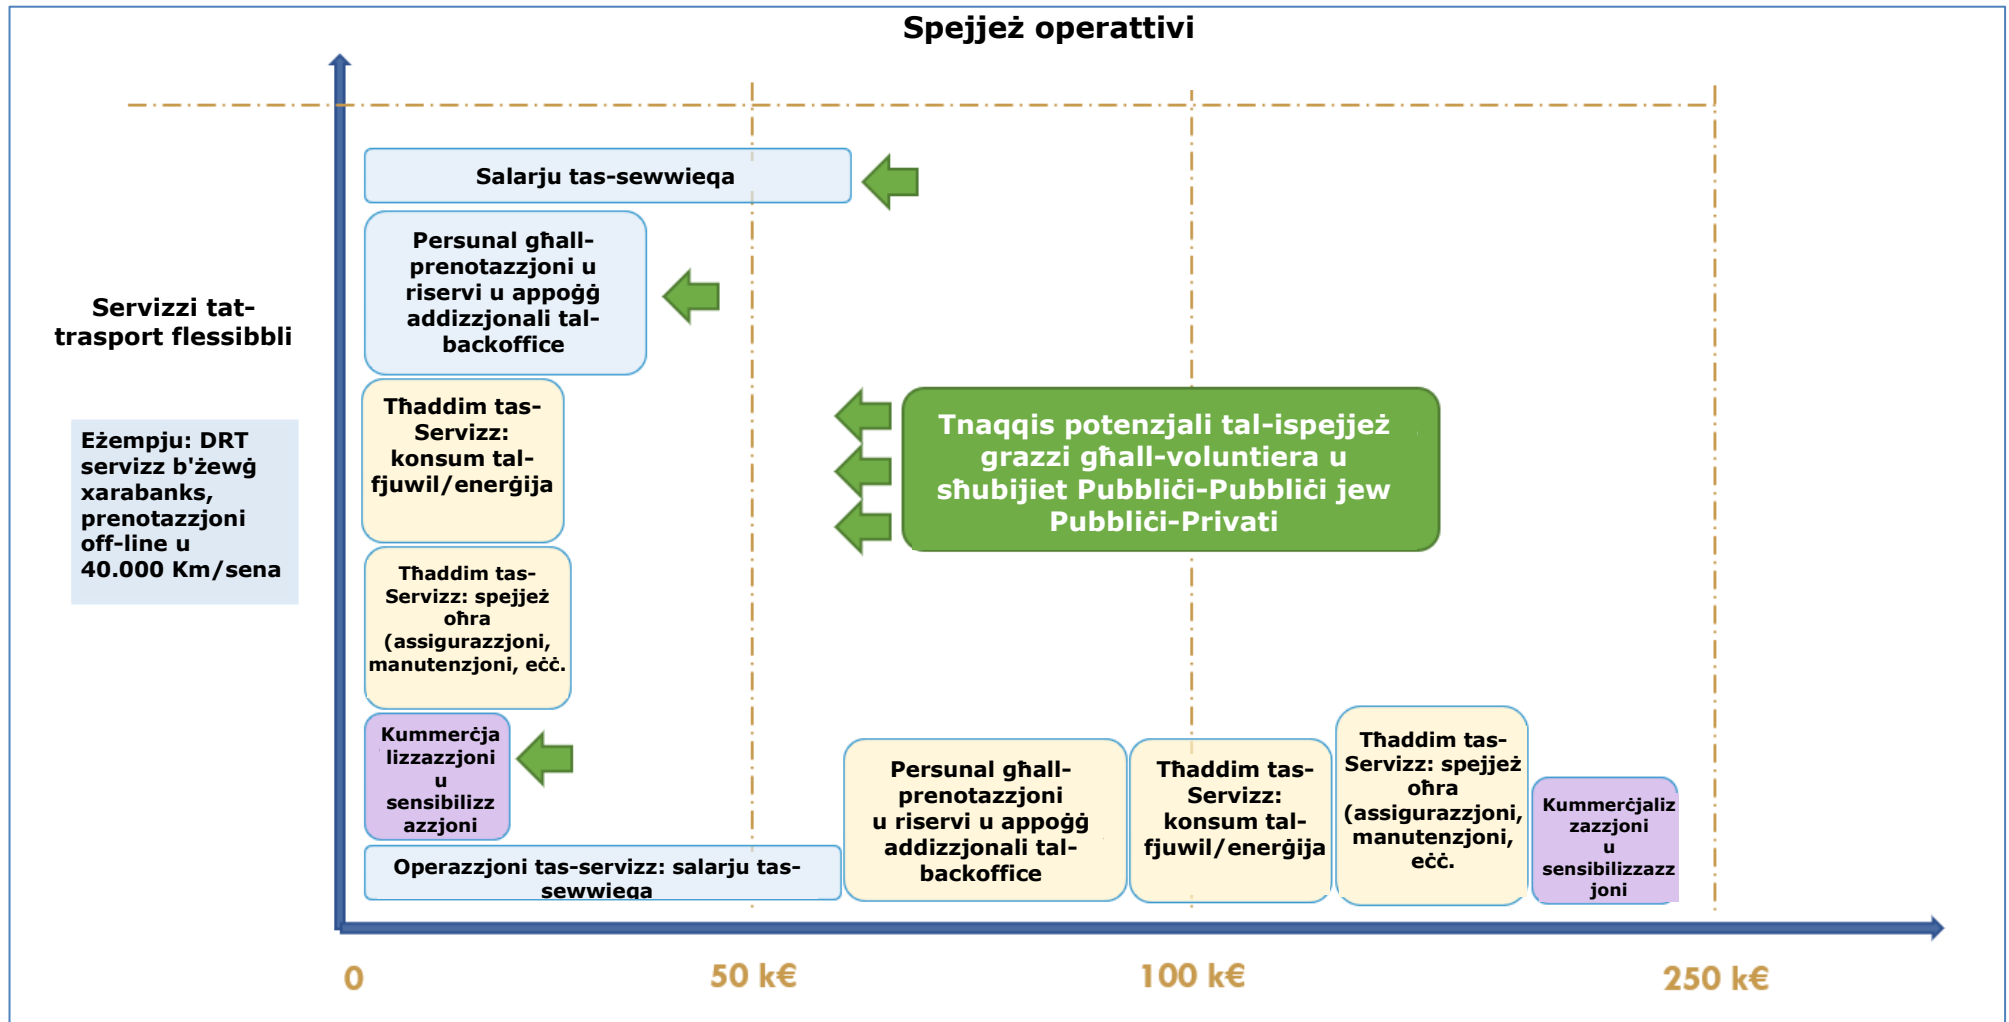 Spejjeż operattivi
Salarju tas-sewwieqa
Persunal għall-
prenotazzjoni u
riservi u appoġġ
addizzjonali tal-
backoffice
Servizzi tat-
trasport flessibbli
Eżempju: DRT
servizz b'żewġ
xarabanks,
prenotazzjoni
off-line u
40.000 Km/sena
Tħaddim tas-
Servizz:
konsum tal-
fjuwil/enerġija
Tnaqqis potenzjali tal-ispejjeż
grazzi għall-voluntiera u
sħubijiet Pubbliċi-Pubbliċi jew
Pubbliċi-Privati
Tħaddim tas-
Servizz: spejjeż
oħra
(assigurazzjoni,
manutenzjoni, eċċ.
Kummerċja
lizzazzjoni
u
sensibilizz
azzjoni
Operazzjoni tas-servizz: salarju tas-
sewwieqa
Persunal għall-
prenotazzjoni
u riservi u appoġġ
addizzjonali tal-
backoffice
Tħaddim tas-
Servizz:
konsum tal-
fjuwil/enerġija
Tħaddim tas-
Servizz: spejjeż
oħra
(assigurazzjoni,
manutenzjoni,
eċċ.
Kummerċjaliz
zazzjoni
u
sensibilizzazz
joni
0
50 k€
100 k€
250 k€